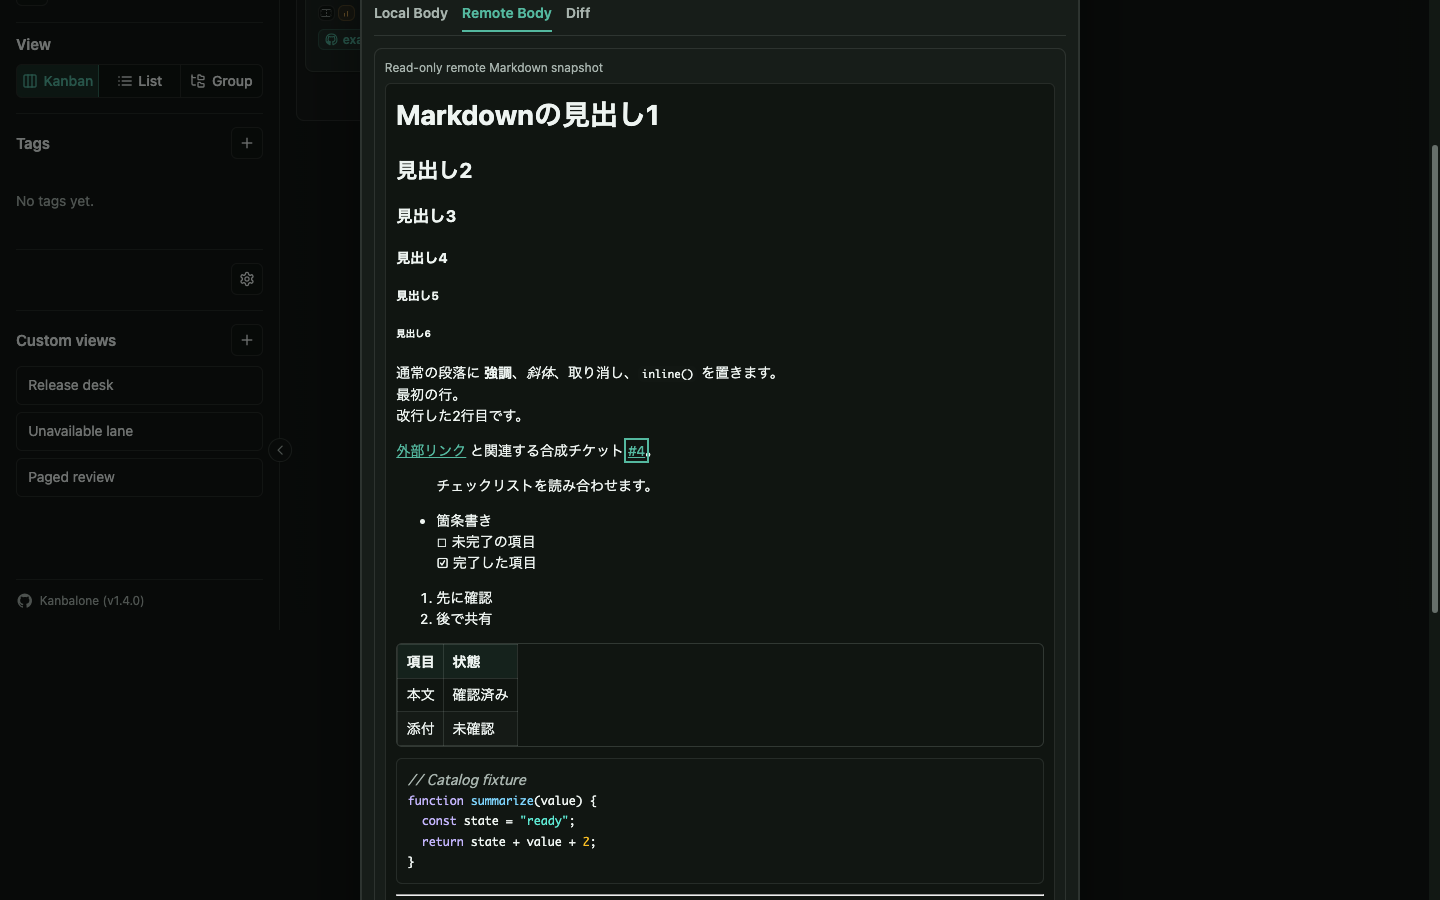 View
Kanban
List
Group
Tags
No tags yet.
Custom views
Release desk
Unavailable lane
Paged review
Kanbalone (v1.4.0)
exa
Local Body
Remote Body
Diff
Read-only remote Markdown snapshot
Markdownの見出し1
見出し2
見出し3
見出し4
見出し5
見出し6
通常の段落に 強調、斜体、取り消し、 inline() を置きます。
最初の行。
改行した2行目です。
外部リンク と関連する合成チケット #4。
チェックリストを読み合わせます。
箇条書き
未完了の項目
完了した項目
1. 先に確認
2. 後で共有
項目 状態
本文 確認済み
添付 未確認
// Catalog fixture
function summarize(value) {
const state = "ready";
return state + value + 2;
}